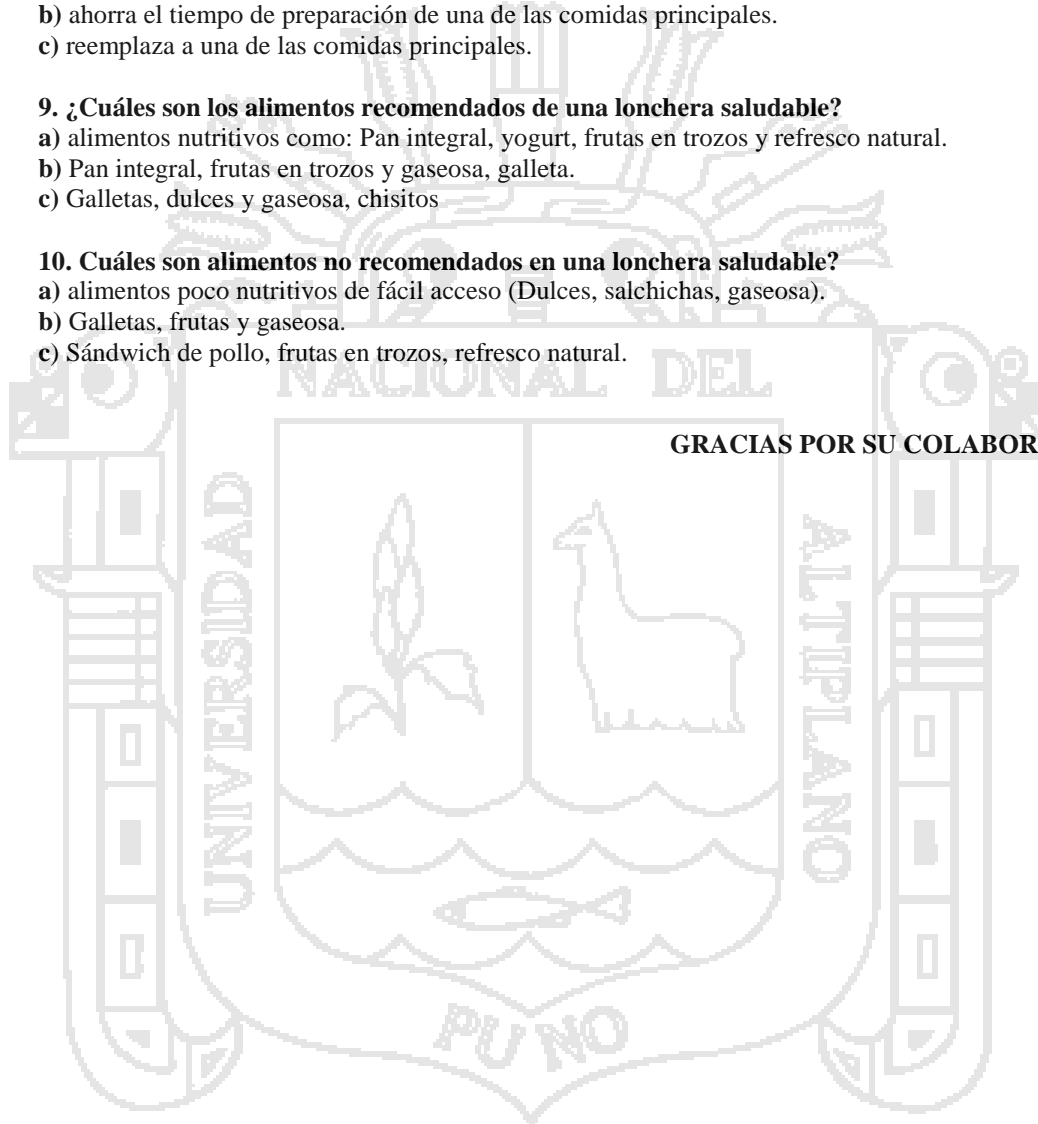 b) ahorra el tiempo de preparación de una de las comidas principales.
c) reemplaza a una de las comidas principales.
9. ¿Cuáles son los alimentos recomendados de una lonchera saludable?
a) alimentos nutritivos como: Pan integral, yogurt, frutas en trozos y refresco natural.
b) Pan integral, frutas en trozos y gaseosa, galleta.
c) Galletas, dulces y gaseosa, chisitos
10. Cuáles son alimentos no recomendados en una lonchera saludable?
a) alimentos poco nutritivos de fácil acceso (Dulces, salchichas, gaseosa).
b) Galletas, frutas y gaseosa.
c) Sándwich de pollo, frutas en trozos, refresco natural.
NACIONAL DEL
GRACIAS POR SU COLABOR
UNIVERSIDAD
ALTIPLANO
PUNO